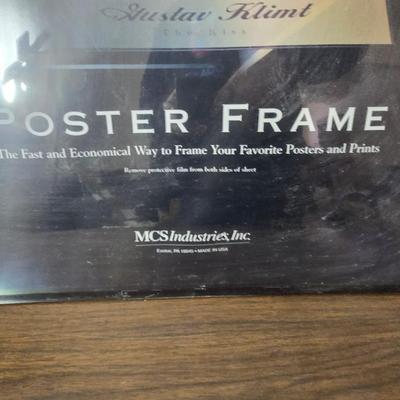 Gustav Klimt
The Kiss
POSTER FRAME
The Fast and Economical Way to Frame Your Favorite Posters and Prints
Remove protective film from both sides of sheet
MCS Industries, Inc.
Easton, PA 18045 • MADE IN USA